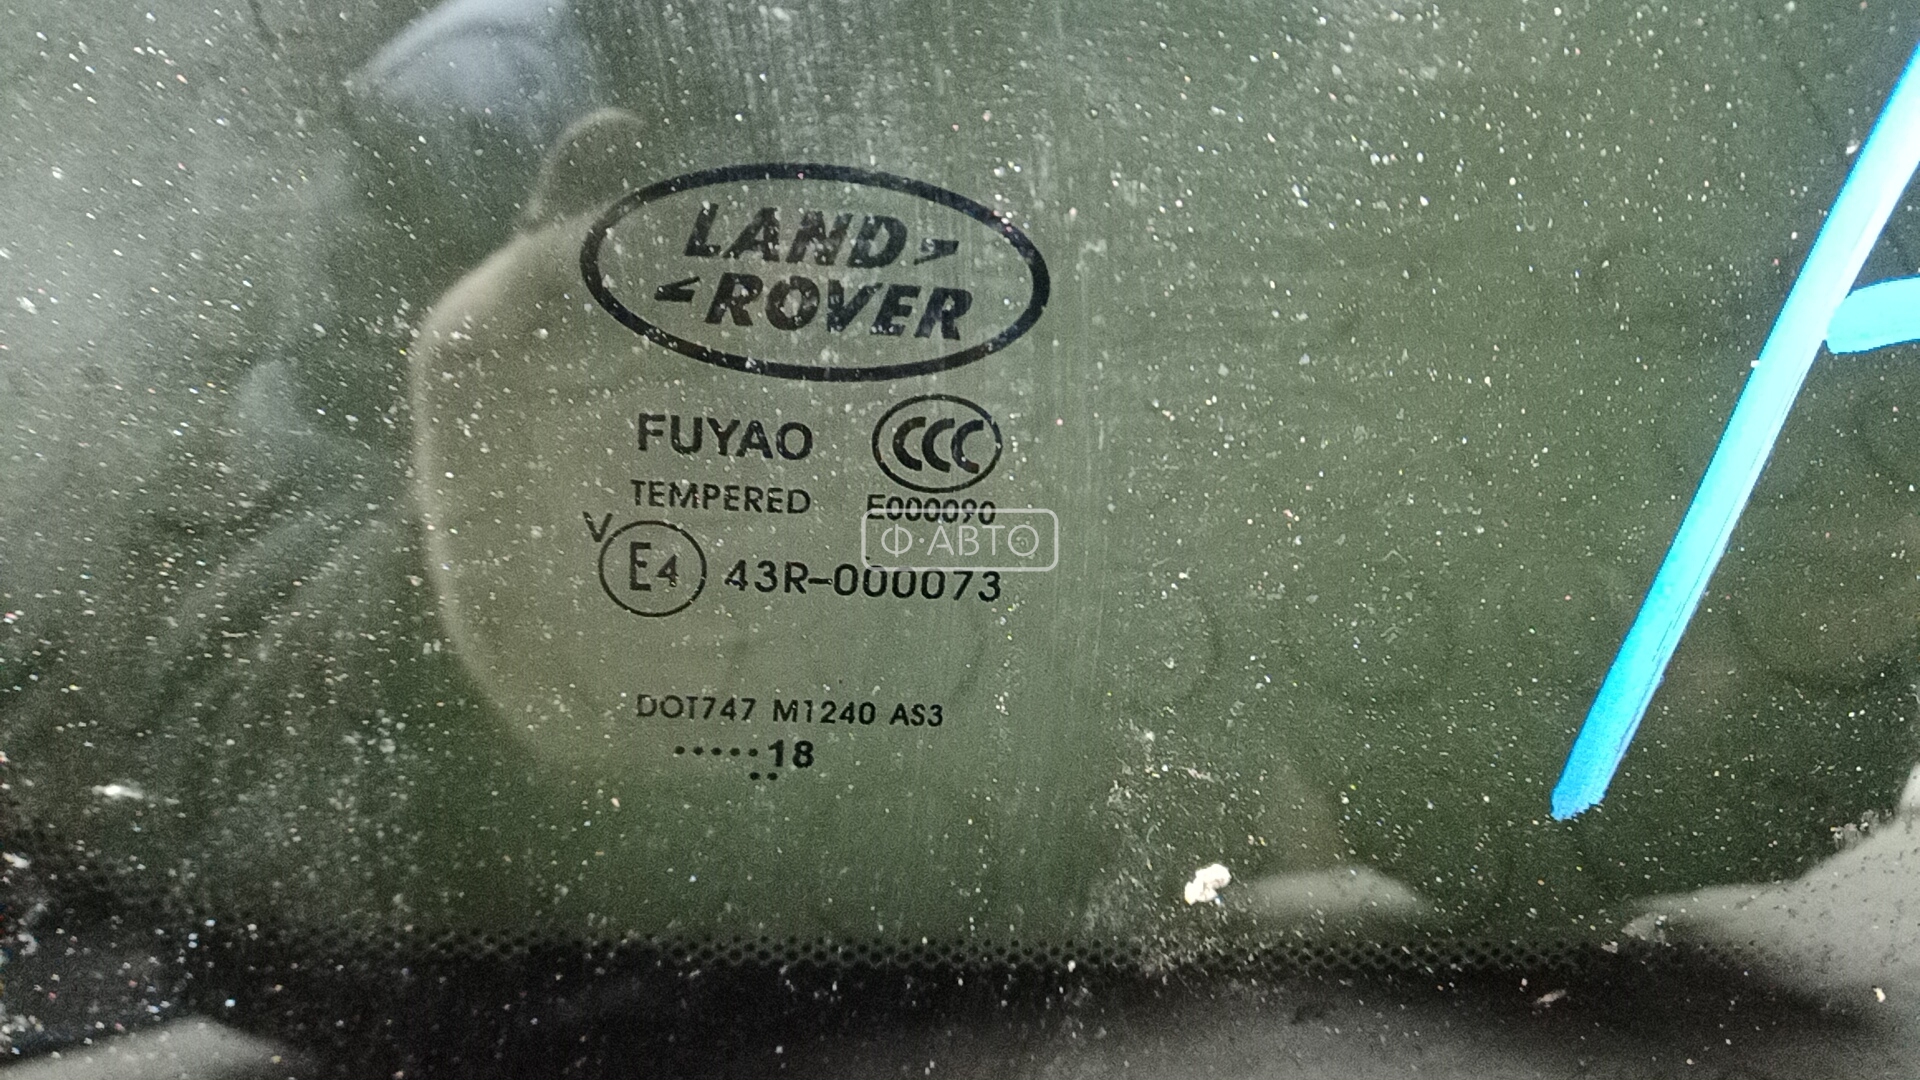 LAND
ROVER
FUYAO CCC
TEMPERED E000090
Ф·АВТО
V E4 43R-000073
DOT747 M1240 AS3
.....18
..